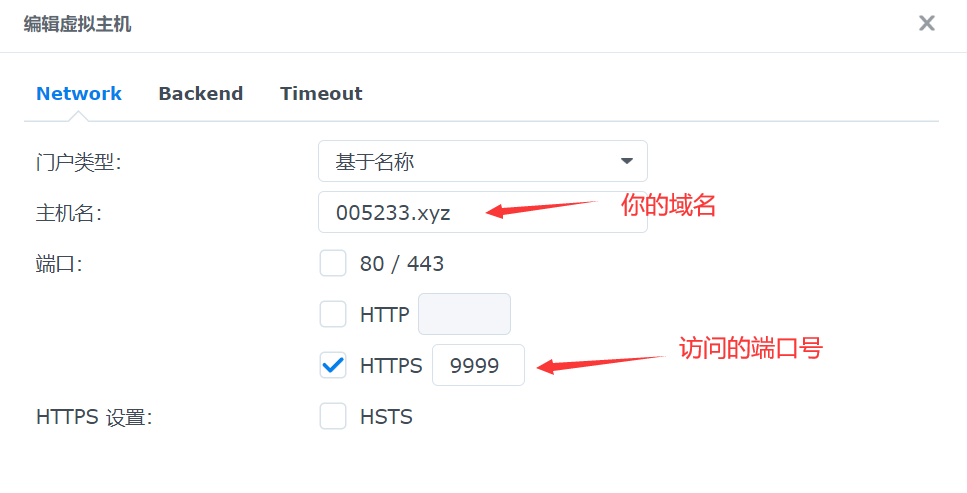 编辑虚拟主机
Network Backend Timeout
门户类型: 基于名称
主机名: 005233.xyz 你的域名
端口: 80 / 443
HTTP
HTTPS 9999 访问的端口号
HTTPS 设置: HSTS